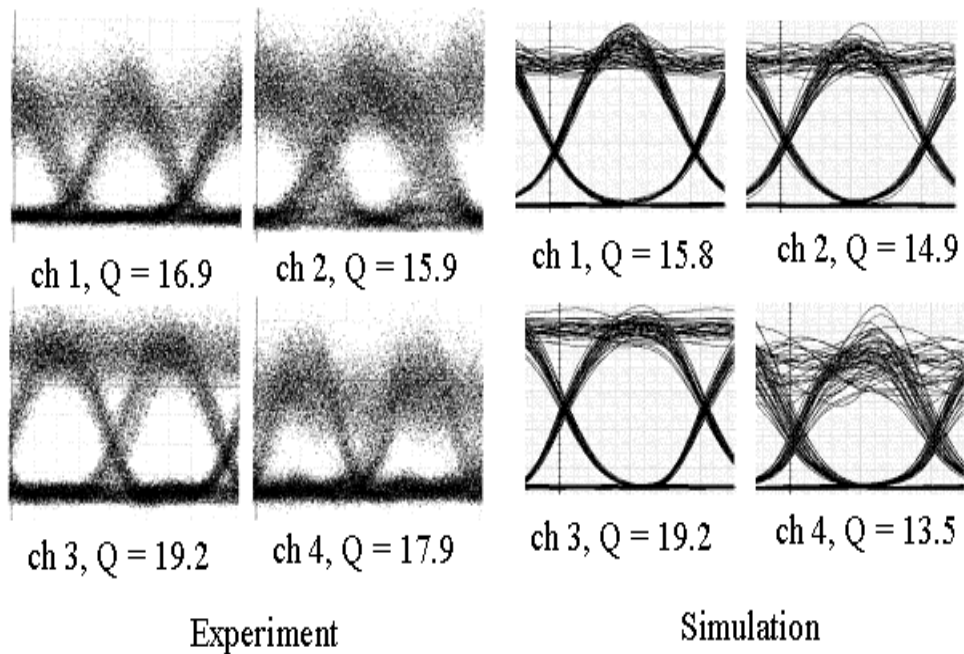 ch 1, Q = 16.9
ch 2, Q = 15.9
ch 1, Q = 15.8
ch 2, Q = 14.9
ch 3, Q = 19.2
ch 4, Q = 17.9
ch 3, Q = 19.2
ch 4, Q = 13.5
Experiment
Simulation